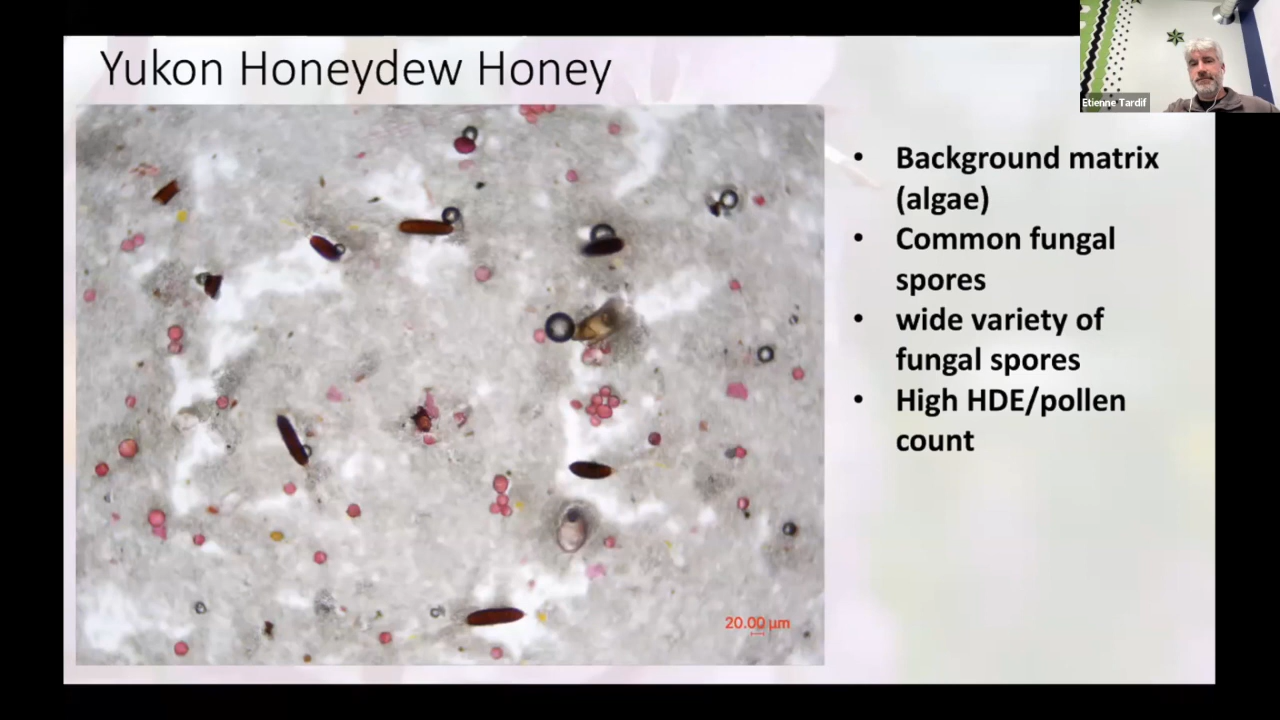 Yukon Honeydew Honey
Etienne Tardif
• Background matrix
(algae)
• Common fungal
spores
• wide variety of
fungal spores
• High HDE/pollen
count
20.00 µm